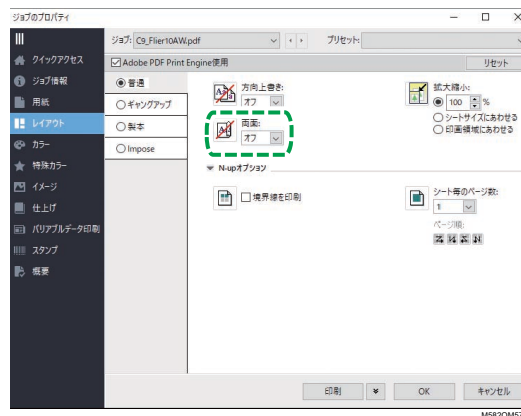 ジョブのプロパティ
ジョブ: C9_Flier10AW.pdf
プリセット:
クイックアクセス
ジョブ情報
用紙
レイアウト
カラー
特殊カラー
イメージ
仕上げ
バリアブルデータ印刷
スタンプ
概要
Adobe PDF Print Engine使用
リセット
普通
ギャングアップ
製本
Impose
方向上書き:
オフ
両面:
オフ
拡大縮小:
100 %
シートサイズにあわせる
印画領域にあわせる
N-upオプション
境界線を印刷
シート毎のページ数:
1
ページ順:
印刷
OK
キャンセル